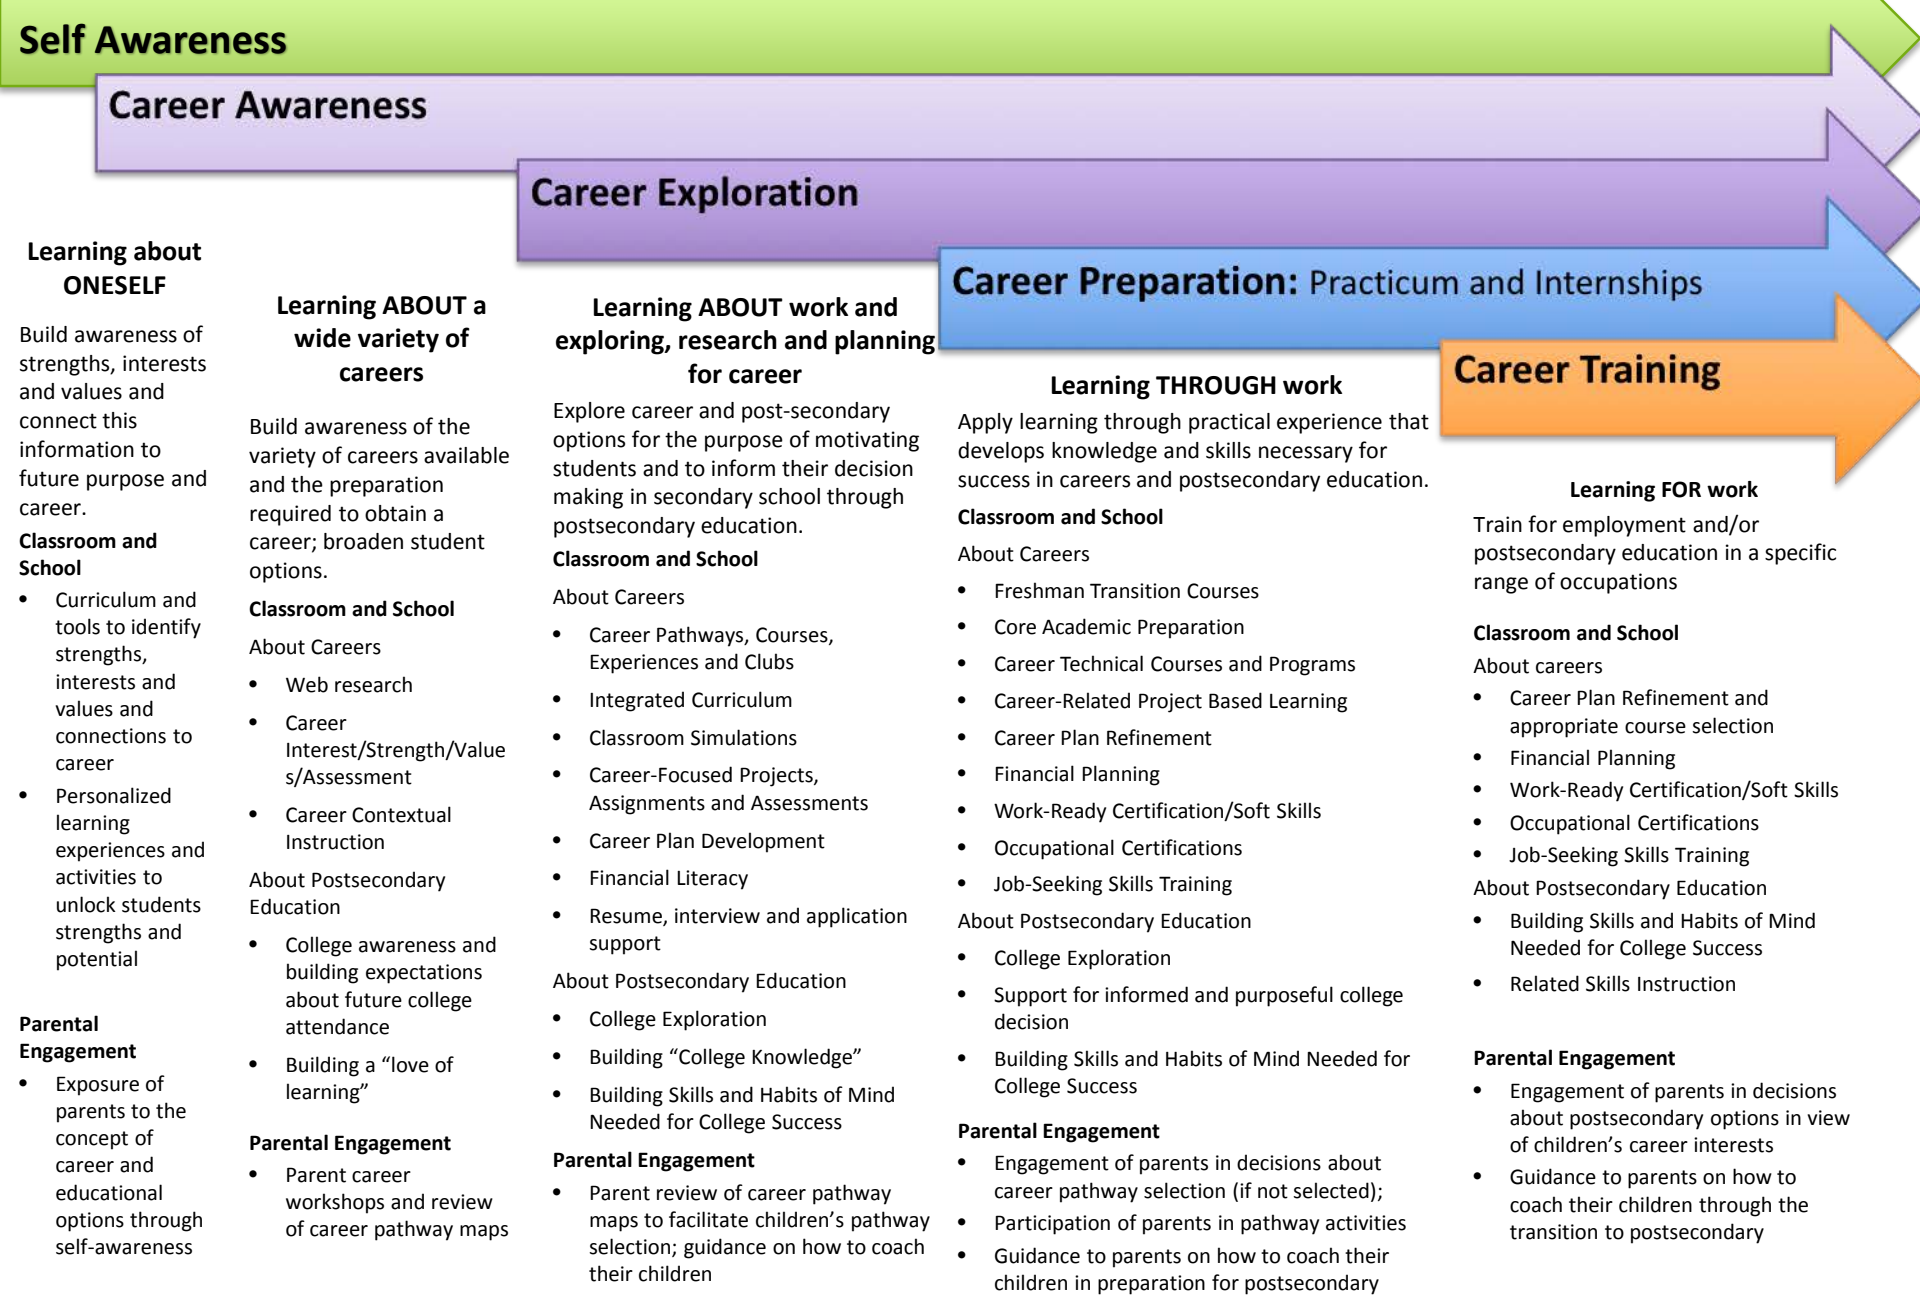 Self Awareness
Career Awareness
Career Exploration
Career Preparation: Practicum and Internships
Career Training
Learning about
ONESELF
Build awareness of
strengths, interests
and values and
connect this
information to
future purpose and
career.
Classroom and
School
• Curriculum and
tools to identify
strengths,
interests and
values and
connections to
career
• Personalized
learning
experiences and
activities to
unlock students
strengths and
potential
Parental
Engagement
• Exposure of
parents to the
concept of
career and
educational
options through
self-awareness
Learning ABOUT a
wide variety of
careers
Build awareness of the
variety of careers available
and the preparation
required to obtain a
career; broaden student
options.
Classroom and School
About Careers
• Web research
• Career
Interest/Strength/Value
s/Assessment
• Career Contextual
Instruction
About Postsecondary
Education
• College awareness and
building expectations
about future college
attendance
• Building a “love of
learning”
Parental Engagement
• Parent career
workshops and review
of career pathway maps
Learning ABOUT work and
exploring, research and planning
for career
Explore career and post-secondary
options for the purpose of motivating
students and to inform their decision
making in secondary school through
postsecondary education.
Classroom and School
About Careers
• Career Pathways, Courses,
Experiences and Clubs
• Integrated Curriculum
• Classroom Simulations
• Career-Focused Projects,
Assignments and Assessments
• Career Plan Development
• Financial Literacy
• Resume, interview and application
support
About Postsecondary Education
• College Exploration
• Building “College Knowledge”
• Building Skills and Habits of Mind
Needed for College Success
Parental Engagement
• Parent review of career pathway
maps to facilitate children’s pathway
selection; guidance on how to coach
their children
Learning THROUGH work
Apply learning through practical experience that
develops knowledge and skills necessary for
success in careers and postsecondary education.
Classroom and School
About Careers
• Freshman Transition Courses
• Core Academic Preparation
• Career Technical Courses and Programs
• Career-Related Project Based Learning
• Career Plan Refinement
• Financial Planning
• Work-Ready Certification/Soft Skills
• Occupational Certifications
• Job-Seeking Skills Training
About Postsecondary Education
• College Exploration
• Support for informed and purposeful college
decision
• Building Skills and Habits of Mind Needed for
College Success
Parental Engagement
• Engagement of parents in decisions about
career pathway selection (if not selected);
• Participation of parents in pathway activities
• Guidance to parents on how to coach their
children in preparation for postsecondary
Learning FOR work
Train for employment and/or
postsecondary education in a specific
range of occupations
Classroom and School
About careers
• Career Plan Refinement and
appropriate course selection
• Financial Planning
• Work-Ready Certification/Soft Skills
• Occupational Certifications
• Job-Seeking Skills Training
About Postsecondary Education
• Building Skills and Habits of Mind
Needed for College Success
• Related Skills Instruction
Parental Engagement
• Engagement of parents in decisions
about postsecondary options in view
of children’s career interests
• Guidance to parents on how to
coach their children through the
transition to postsecondary